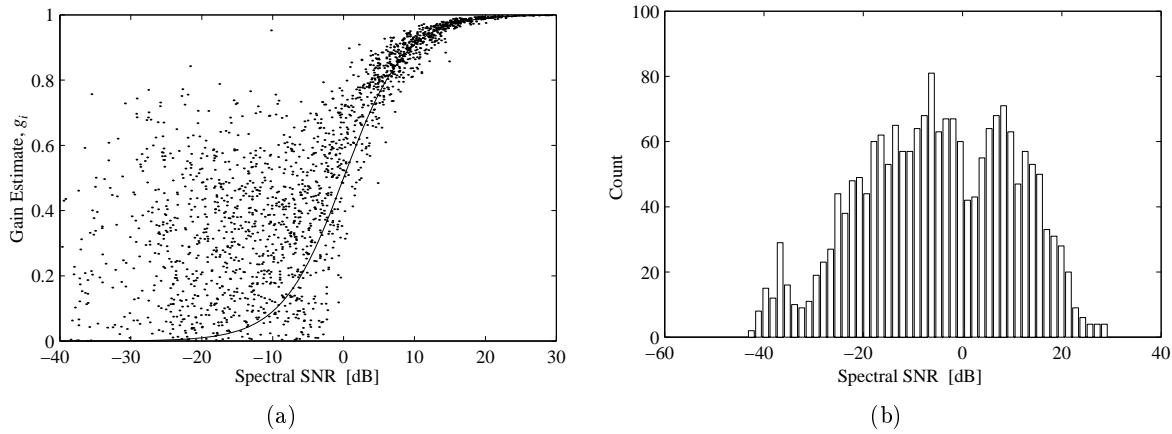 1
0.8
0.6
0.4
0.2
0
Gain Estimate, g_i
−40 −30 −20 −10 0 10 20 30
Spectral SNR [dB]
(a)
100
80
60
40
20
0
Count
−60 −40 −20 0 20 40
Spectral SNR [dB]
(b)